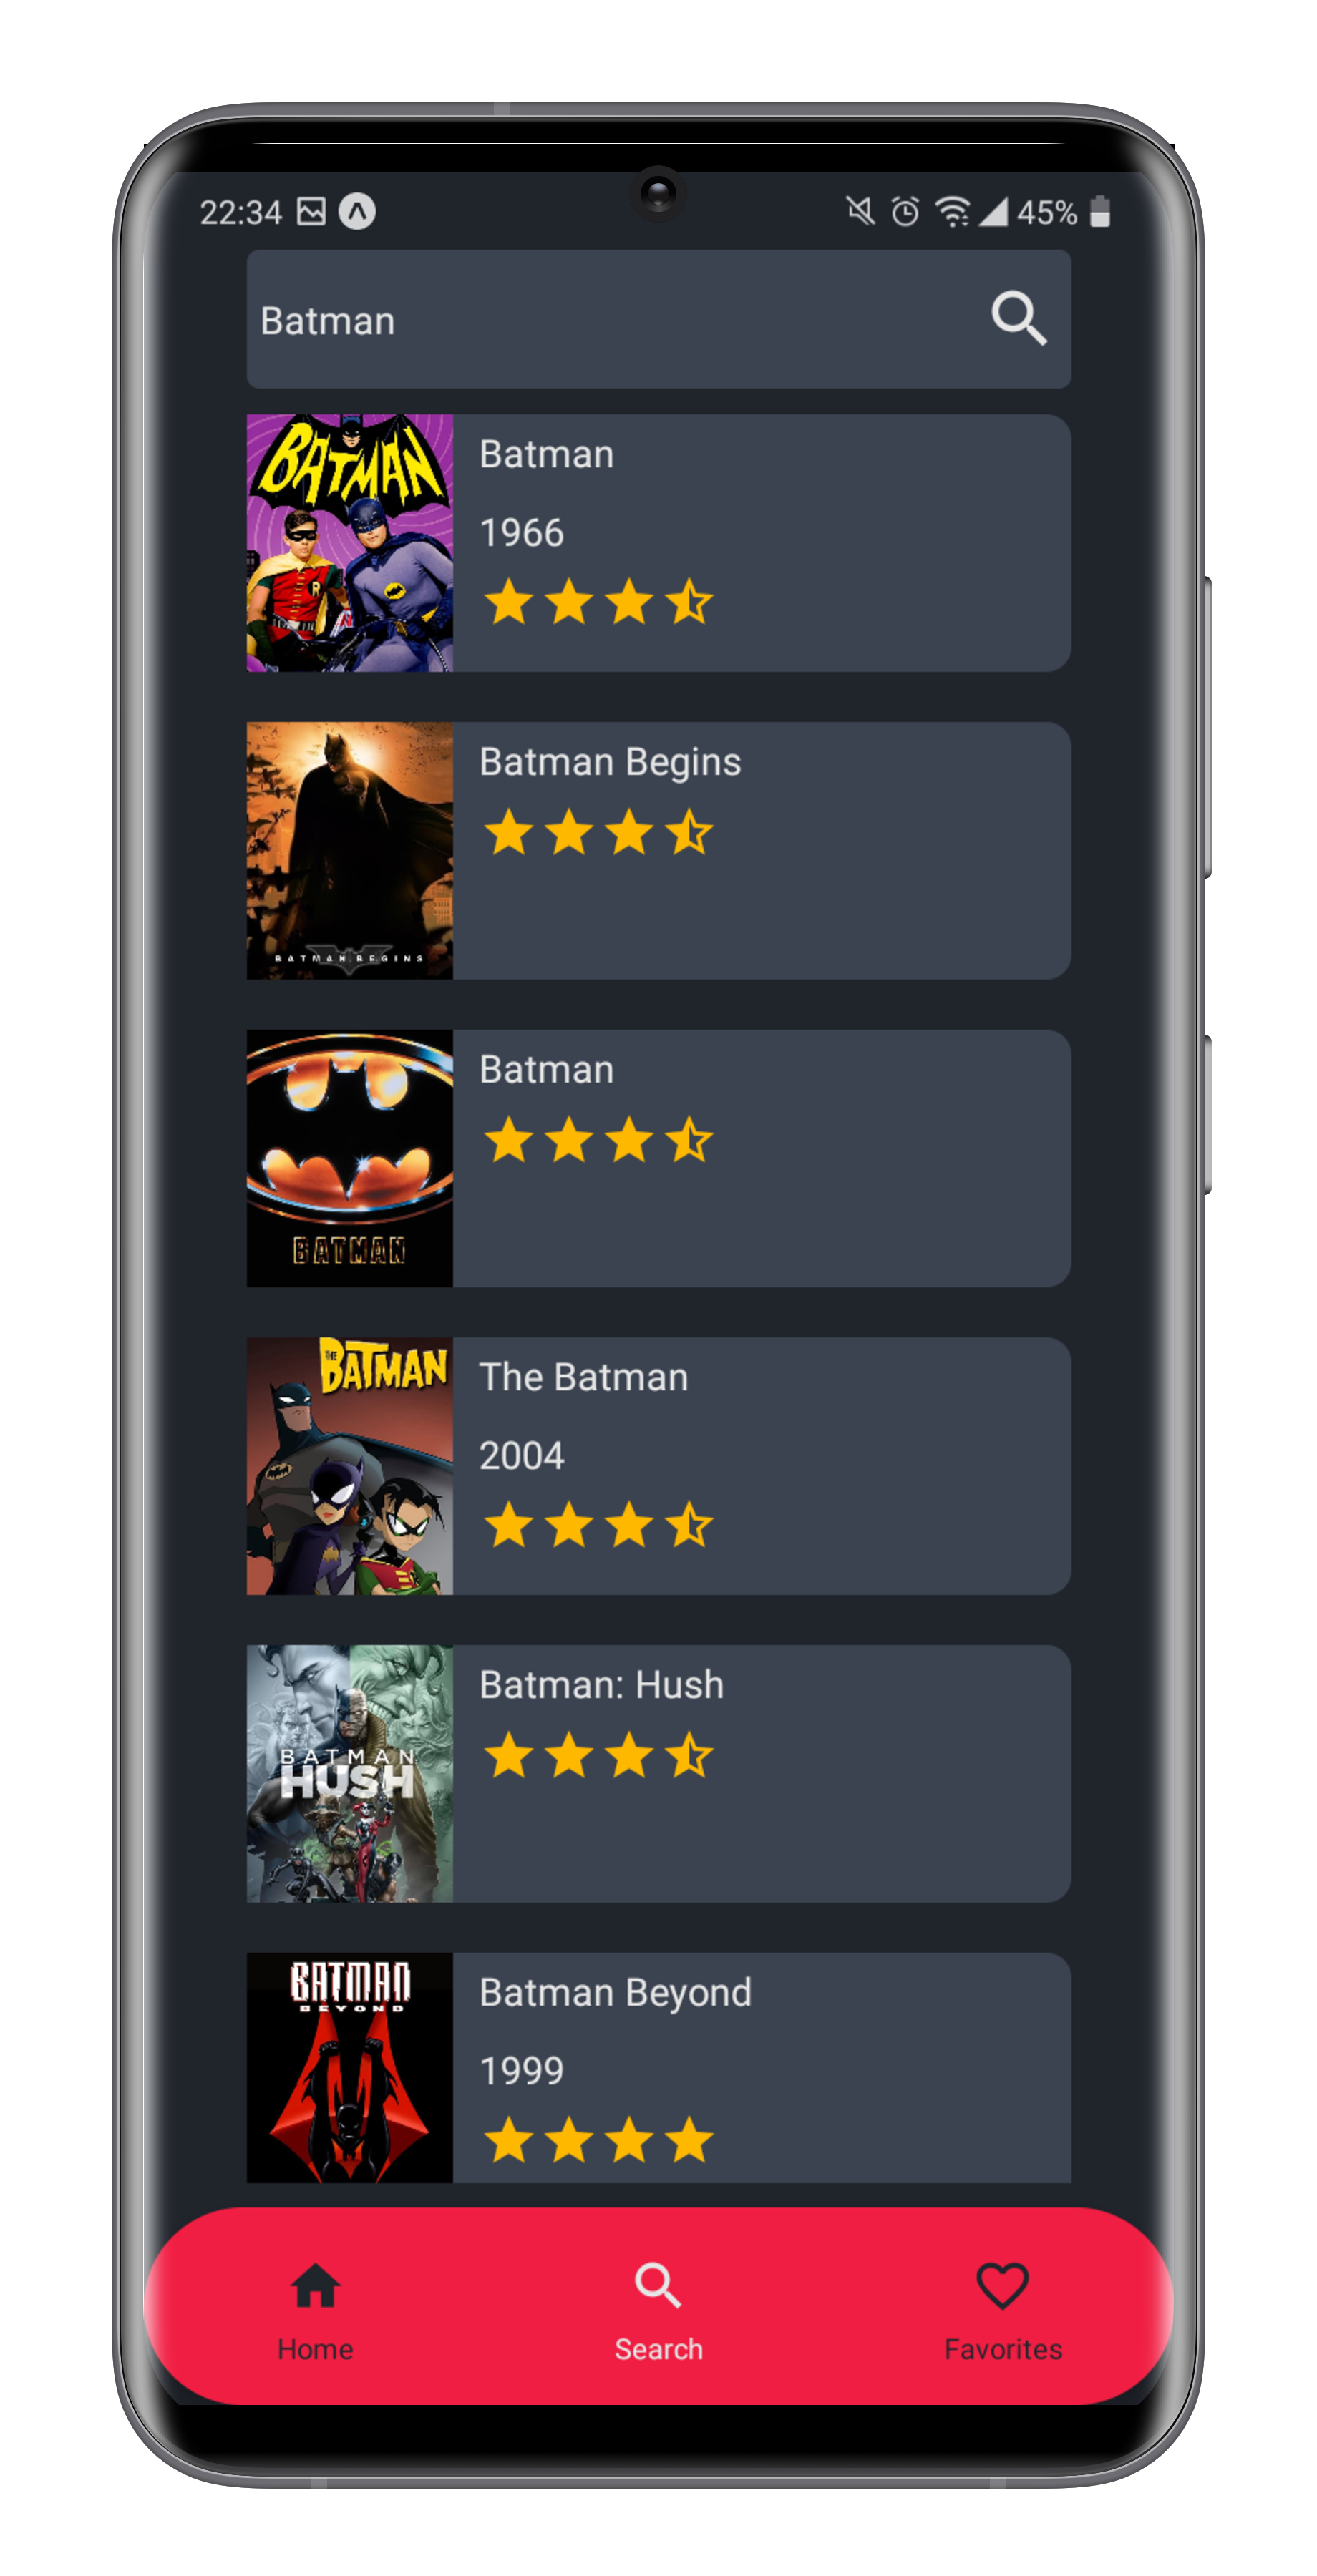 22:34
45%
Batman
BATMAN
R
Batman
1966
BATMAN BEGINS
Batman Begins
BATMAN
Batman
THE
BATMAN
The Batman
2004
BATMAN
HUSH
Batman: Hush
BATMAN
BEYOND
Batman Beyond
1999
Home
Search
Favorites